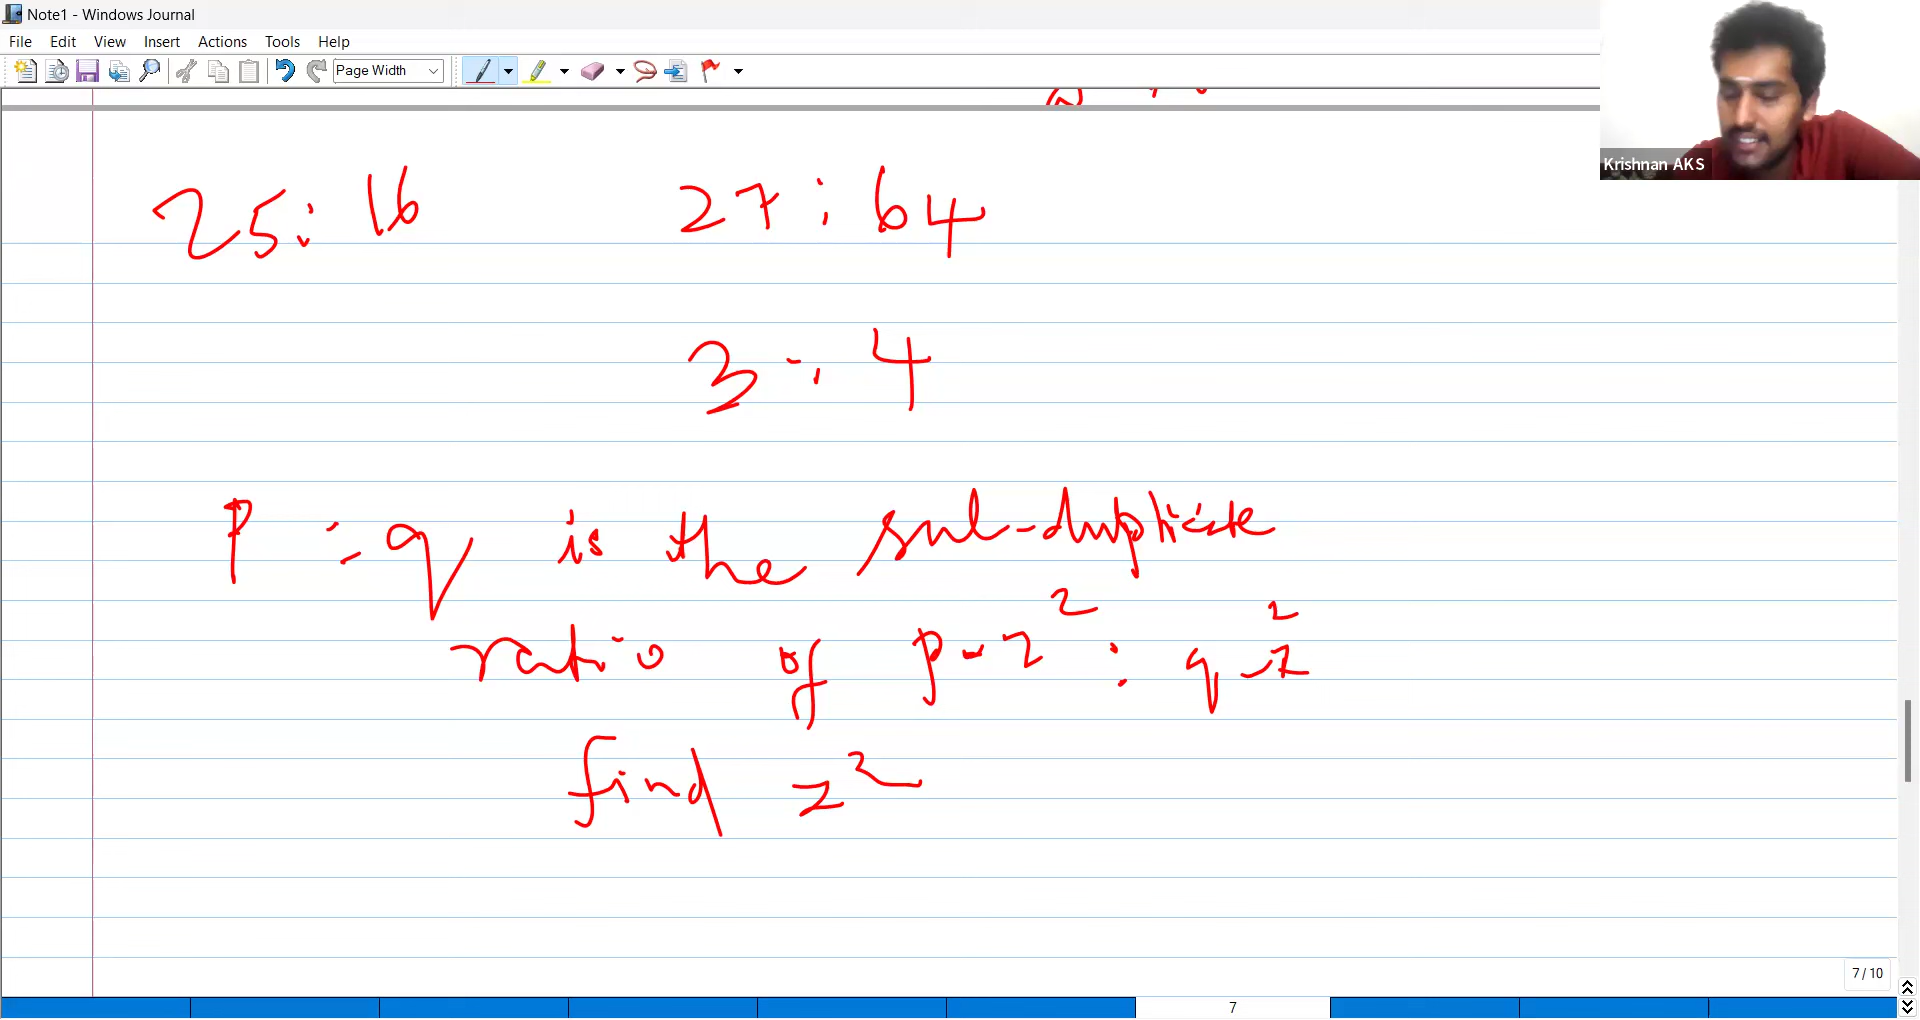 Note1 - Windows Journal
File Edit View Insert Actions Tools Help
Page Width
Krishnan AKS
25 : 16 27 : 64
3 : 4
P : q is the sub-duplicate
ratio of p - z² : q - z²
find z²
7 / 10
7